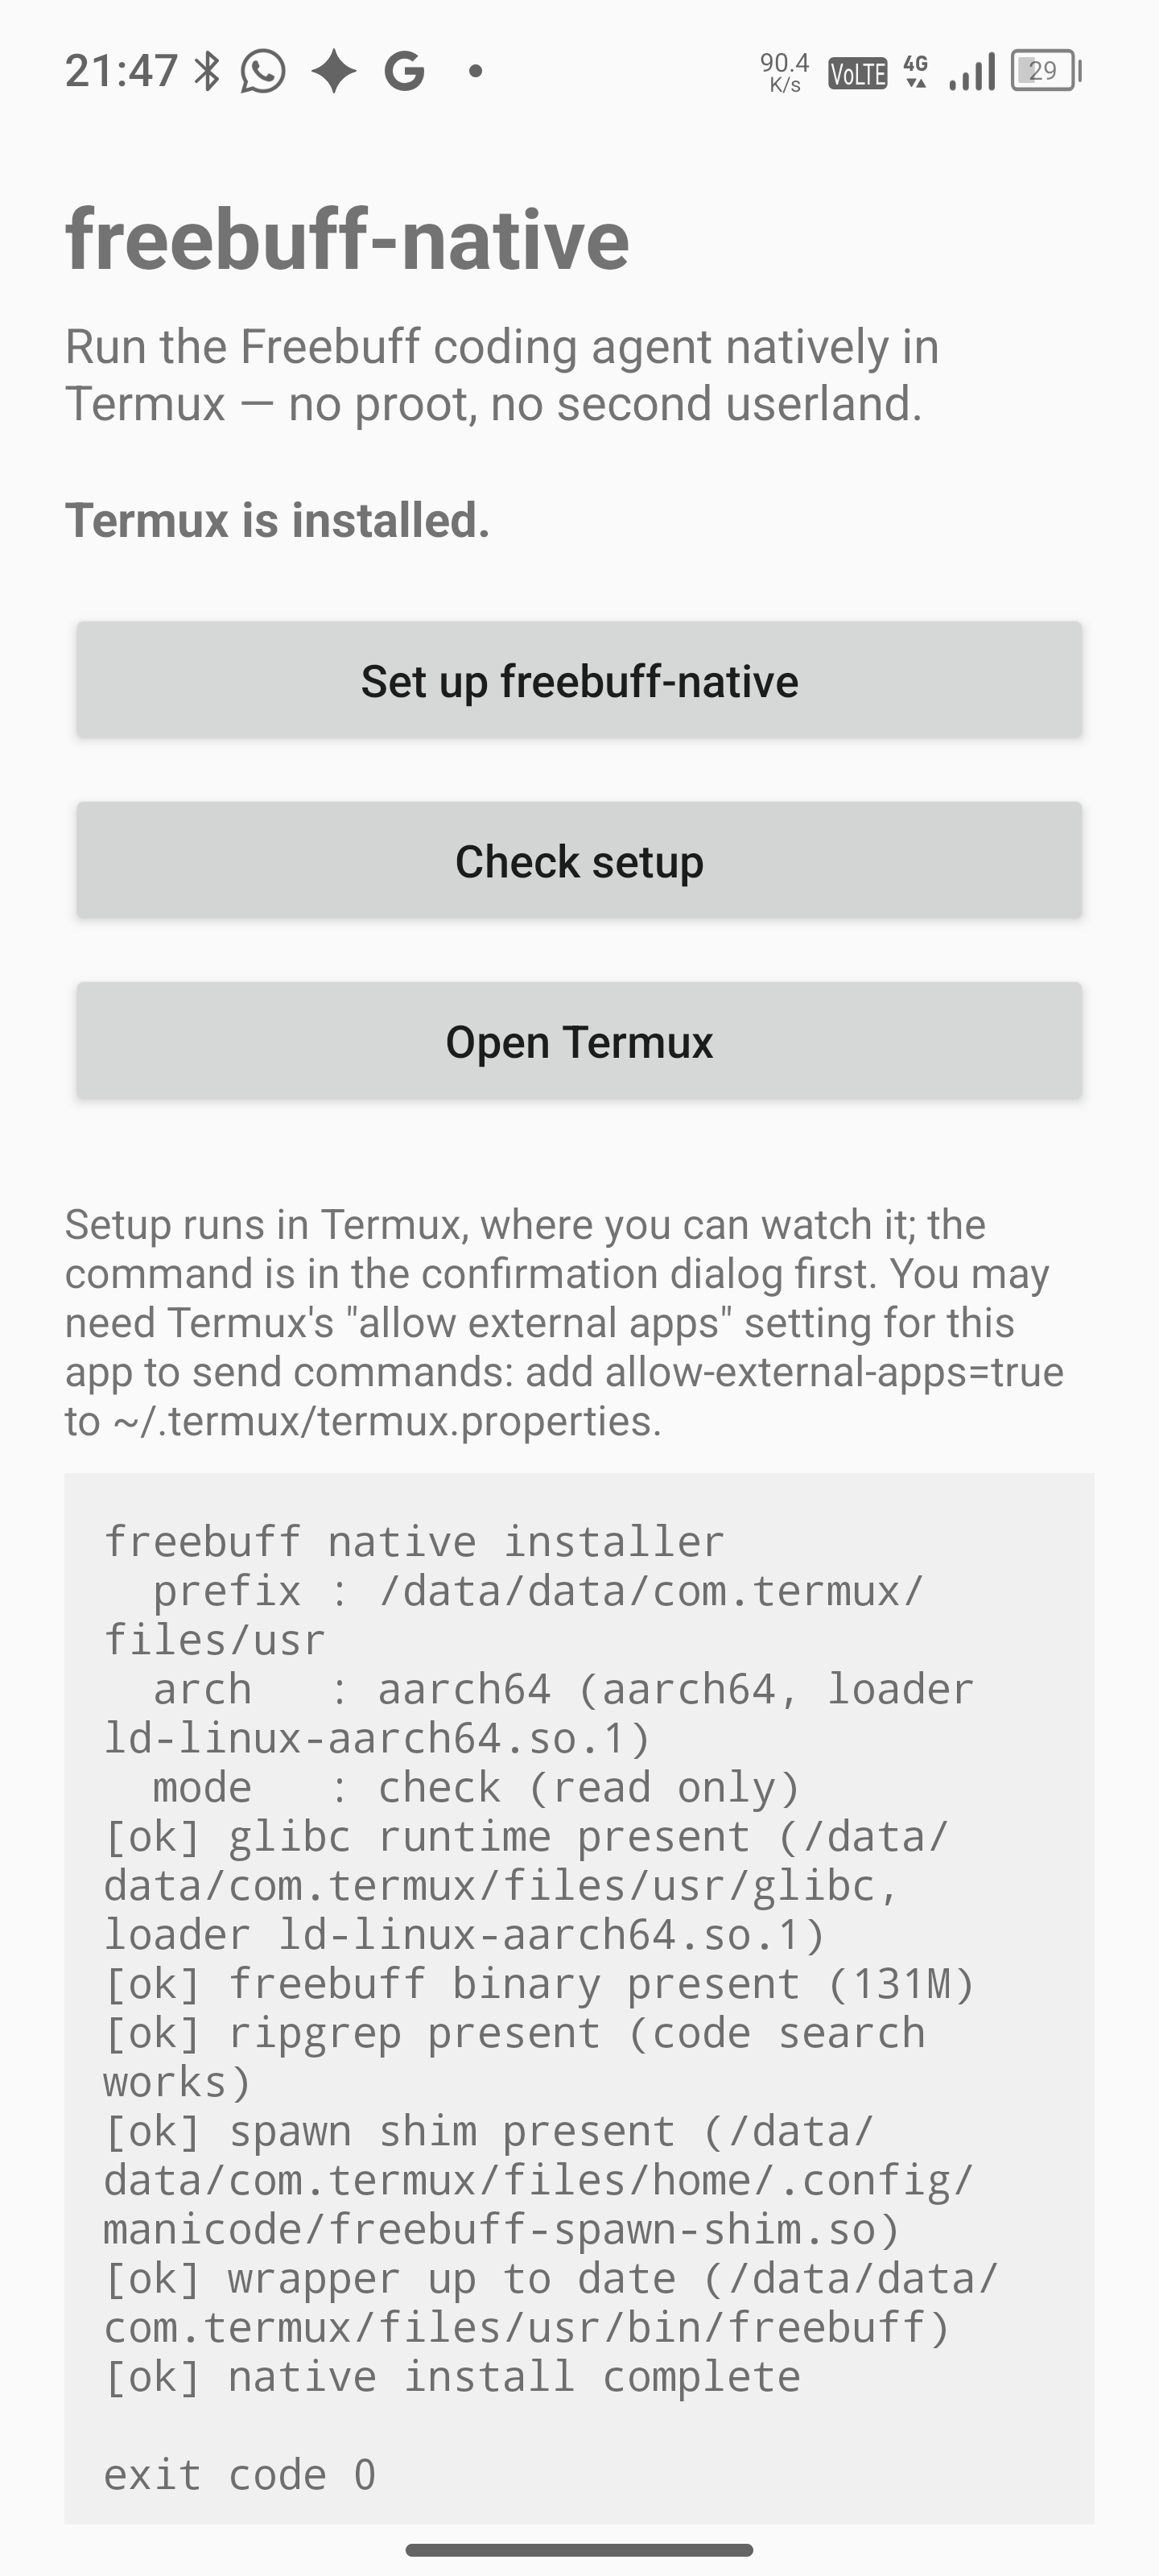 21:47
90.4 K/s VoLTE 4G 29
freebuff-native
Run the Freebuff coding agent natively in
Termux — no proot, no second userland.
Termux is installed.
Set up freebuff-native
Check setup
Open Termux
Setup runs in Termux, where you can watch it; the
command is in the confirmation dialog first. You may
need Termux's "allow external apps" setting for this
app to send commands: add allow-external-apps=true
to ~/.termux/termux.properties.
freebuff native installer
  prefix : /data/data/com.termux/
files/usr
  arch   : aarch64 (aarch64, loader
ld-linux-aarch64.so.1)
  mode   : check (read only)
[ok] glibc runtime present (/data/
data/com.termux/files/usr/glibc,
loader ld-linux-aarch64.so.1)
[ok] freebuff binary present (131M)
[ok] ripgrep present (code search
works)
[ok] spawn shim present (/data/
data/com.termux/files/home/.config/
manicode/freebuff-spawn-shim.so)
[ok] wrapper up to date (/data/data/
com.termux/files/usr/bin/freebuff)
[ok] native install complete
exit code 0